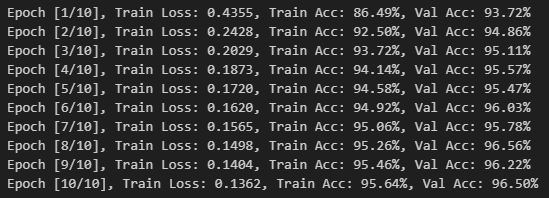 Epoch [1/10], Train Loss: 0.4355, Train Acc: 86.49%, Val Acc: 93.72%
Epoch [2/10], Train Loss: 0.2428, Train Acc: 92.50%, Val Acc: 94.86%
Epoch [3/10], Train Loss: 0.2029, Train Acc: 93.72%, Val Acc: 95.11%
Epoch [4/10], Train Loss: 0.1873, Train Acc: 94.14%, Val Acc: 95.57%
Epoch [5/10], Train Loss: 0.1720, Train Acc: 94.58%, Val Acc: 95.47%
Epoch [6/10], Train Loss: 0.1620, Train Acc: 94.92%, Val Acc: 96.03%
Epoch [7/10], Train Loss: 0.1565, Train Acc: 95.06%, Val Acc: 95.78%
Epoch [8/10], Train Loss: 0.1498, Train Acc: 95.26%, Val Acc: 96.56%
Epoch [9/10], Train Loss: 0.1404, Train Acc: 95.46%, Val Acc: 96.22%
Epoch [10/10], Train Loss: 0.1362, Train Acc: 95.64%, Val Acc: 96.50%